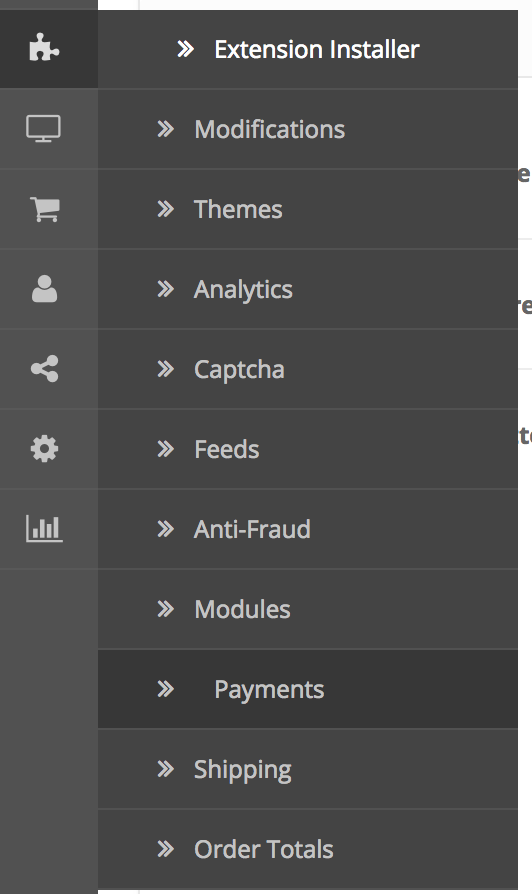 Extension Installer
Modifications
Themes
Analytics
Captcha
Feeds
Anti-Fraud
Modules
Payments
Shipping
Order Totals